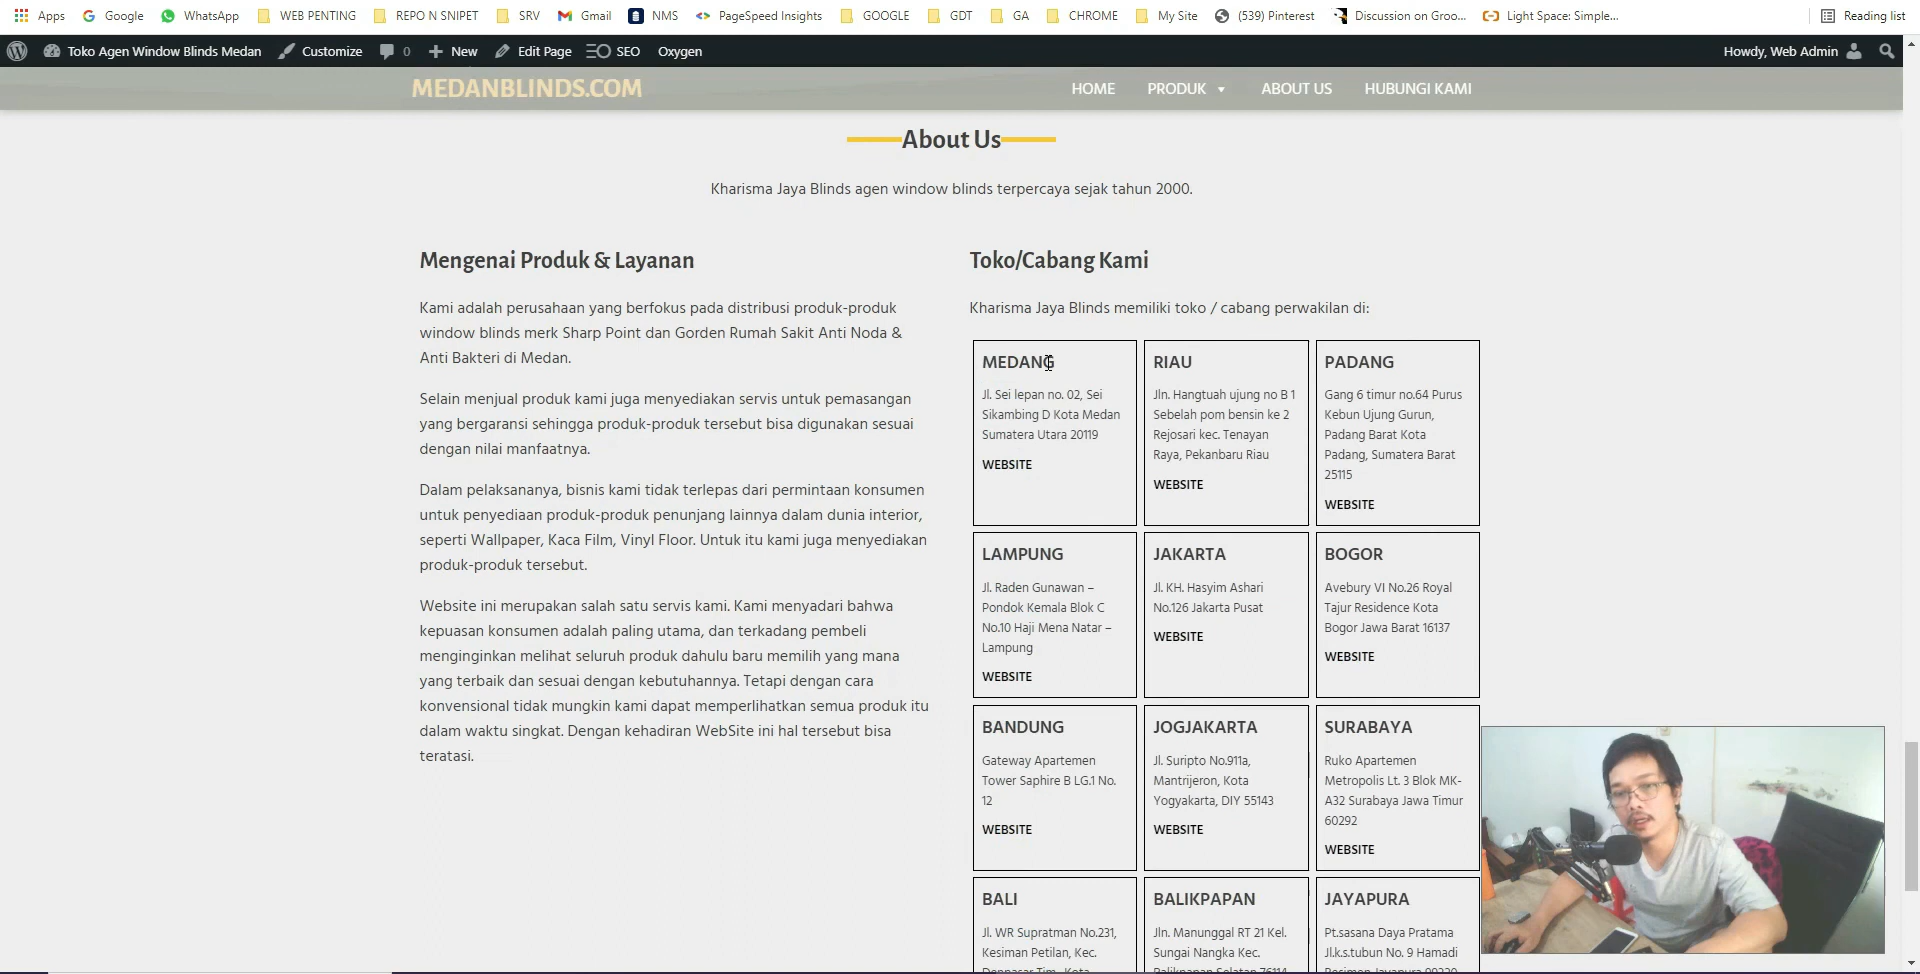 Apps Google WhatsApp WEB PENTING REPO N SNIPET SRV Gmail NMS PageSpeed Insights GOOGLE GDT GA CHROME My Site (539) Pinterest Discussion on Groo... Light Space: Simple... Reading list
Toko Agen Window Blinds Medan Customize 0 New Edit Page SEO Oxygen Howdy, Web Admin
MEDANBLINDS.COM HOME PRODUK ABOUT US HUBUNGI KAMI
About Us
Kharisma Jaya Blinds agen window blinds terpercaya sejak tahun 2000.
Mengenai Produk & Layanan
Kami adalah perusahaan yang berfokus pada distribusi produk-produk
window blinds merk Sharp Point dan Gorden Rumah Sakit Anti Noda &
Anti Bakteri di Medan.
Selain menjual produk kami juga menyediakan servis untuk pemasangan
yang bergaransi sehingga produk-produk tersebut bisa digunakan sesuai
dengan nilai manfaatnya.
Dalam pelaksananya, bisnis kami tidak terlepas dari permintaan konsumen
untuk penyediaan produk-produk penunjang lainnya dalam dunia interior,
seperti Wallpaper, Kaca Film, Vinyl Floor. Untuk itu kami juga menyediakan
produk-produk tersebut.
Website ini merupakan salah satu servis kami. Kami menyadari bahwa
kepuasan konsumen adalah paling utama, dan terkadang pembeli
menginginkan melihat seluruh produk dahulu baru memilih yang mana
yang terbaik dan sesuai dengan kebutuhannya. Tetapi dengan cara
konvensional tidak mungkin kami dapat memperlihatkan semua produk itu
dalam waktu singkat. Dengan kehadiran WebSite ini hal tersebut bisa
teratasi.
Toko/Cabang Kami
Kharisma Jaya Blinds memiliki toko / cabang perwakilan di:
MEDANG
Jl. Sei lepan no. 02, Sei
Sikambing D Kota Medan
Sumatera Utara 20119
WEBSITE
RIAU
Jln. Hangtuah ujung no B 1
Sebelah pom bensin ke 2
Rejosari kec. Tenayan
Raya, Pekanbaru Riau
WEBSITE
PADANG
Gang 6 timur no.64 Purus
Kebun Ujung Gurun,
Padang Barat Kota
Padang, Sumatera Barat
25115
WEBSITE
LAMPUNG
Jl. Raden Gunawan –
Pondok Kemala Blok C
No.10 Haji Mena Natar –
Lampung
WEBSITE
JAKARTA
Jl. KH. Hasyim Ashari
No.126 Jakarta Pusat
WEBSITE
BOGOR
Avebury VI No.26 Royal
Tajur Residence Kota
Bogor Jawa Barat 16137
WEBSITE
BANDUNG
Gateway Apartemen
Tower Saphire B LG.1 No.
12
WEBSITE
JOGJAKARTA
Jl. Suripto No.911a,
Mantrijeron, Kota
Yogyakarta, DIY 55143
WEBSITE
SURABAYA
Ruko Apartemen
Metropolis Lt. 3 Blok MK-
A32 Surabaya Jawa Timur
60292
WEBSITE
BALI
Jl. WR Supratman No.231,
Kesiman Petilan, Kec.
BALIKPAPAN
Jln. Manunggal RT 21 Kel.
Sungai Nangka Kec.
JAYAPURA
Pt.sasana Daya Pratama
Jl.k.s.tubun No. 9 Hamadi